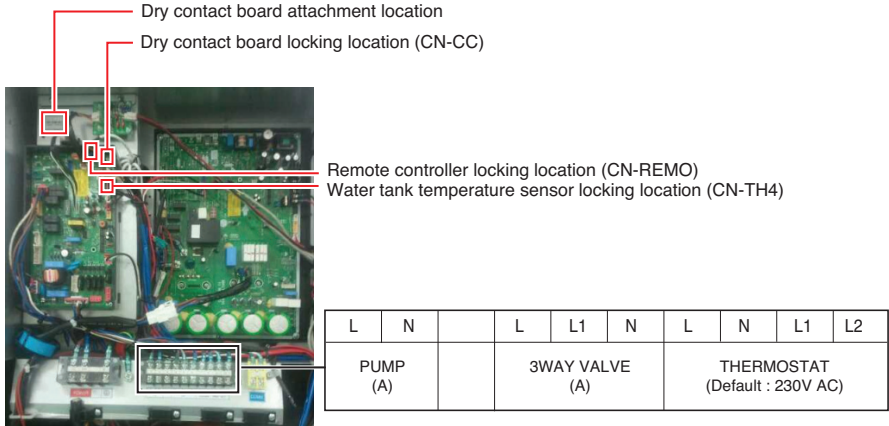 Dry contact board attachment location
Dry contact board locking location (CN-CC)
Remote controller locking location (CN-REMO)
Water tank temperature sensor locking location (CN-TH4)
L N L L1 N L N L1 L2
PUMP
(A)
3WAY VALVE
(A)
THERMOSTAT
(Default : 230V AC)